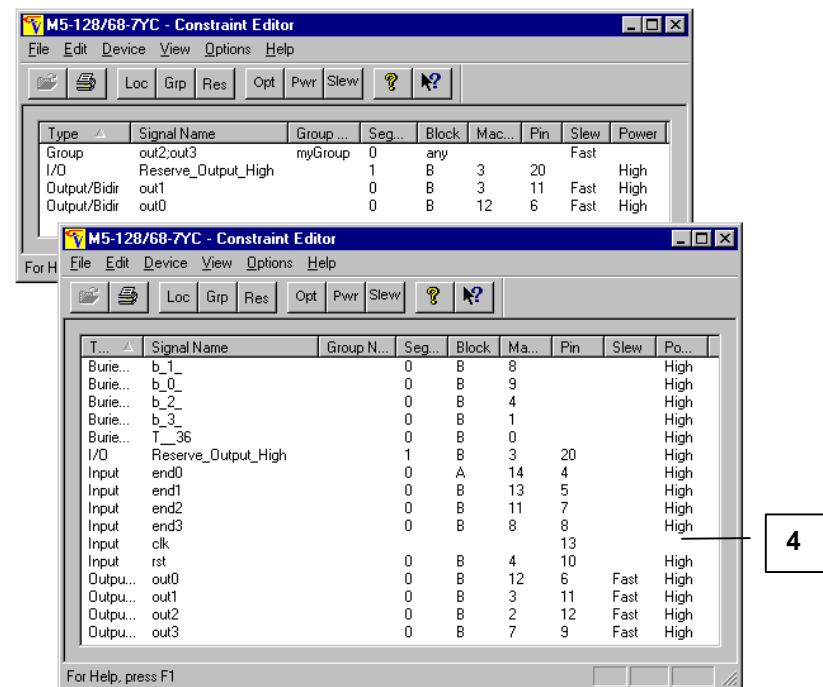 M5-128/68-7YC - Constraint Editor
File Edit Device View Options Help
Loc Grp Res Opt Pwr Slew
Type Signal Name Group ... Seg... Block Mac... Pin Slew Power
Group out2;out3 myGroup 0 any Fast
I/O Reserve_Output_High 1 B 3 20 High
Output/Bidir out1 0 B 3 11 Fast High
Output/Bidir out0 0 B 12 6 Fast High
For H
M5-128/68-7YC - Constraint Editor
File Edit Device View Options Help
Loc Grp Res Opt Pwr Slew
T... Signal Name Group N... Seg... Block Ma... Pin Slew Po...
Burie... b_1_ 0 B 8 High
Burie... b_0_ 0 B 9 High
Burie... b_2_ 0 B 4 High
Burie... b_3_ 0 B 1 High
Burie... T__36 0 B 0 High
I/O Reserve_Output_High 1 B 3 20 High
Input end0 0 A 14 4 High
Input end1 0 B 13 5 High
Input end2 0 B 11 7 High
Input end3 0 B 8 8 High
Input clk 13
Input rst 0 B 4 10 High
Outpu... out0 0 B 12 6 Fast High
Outpu... out1 0 B 3 11 Fast High
Outpu... out2 0 B 2 12 Fast High
Outpu... out3 0 B 7 9 Fast High
For Help, press F1
4